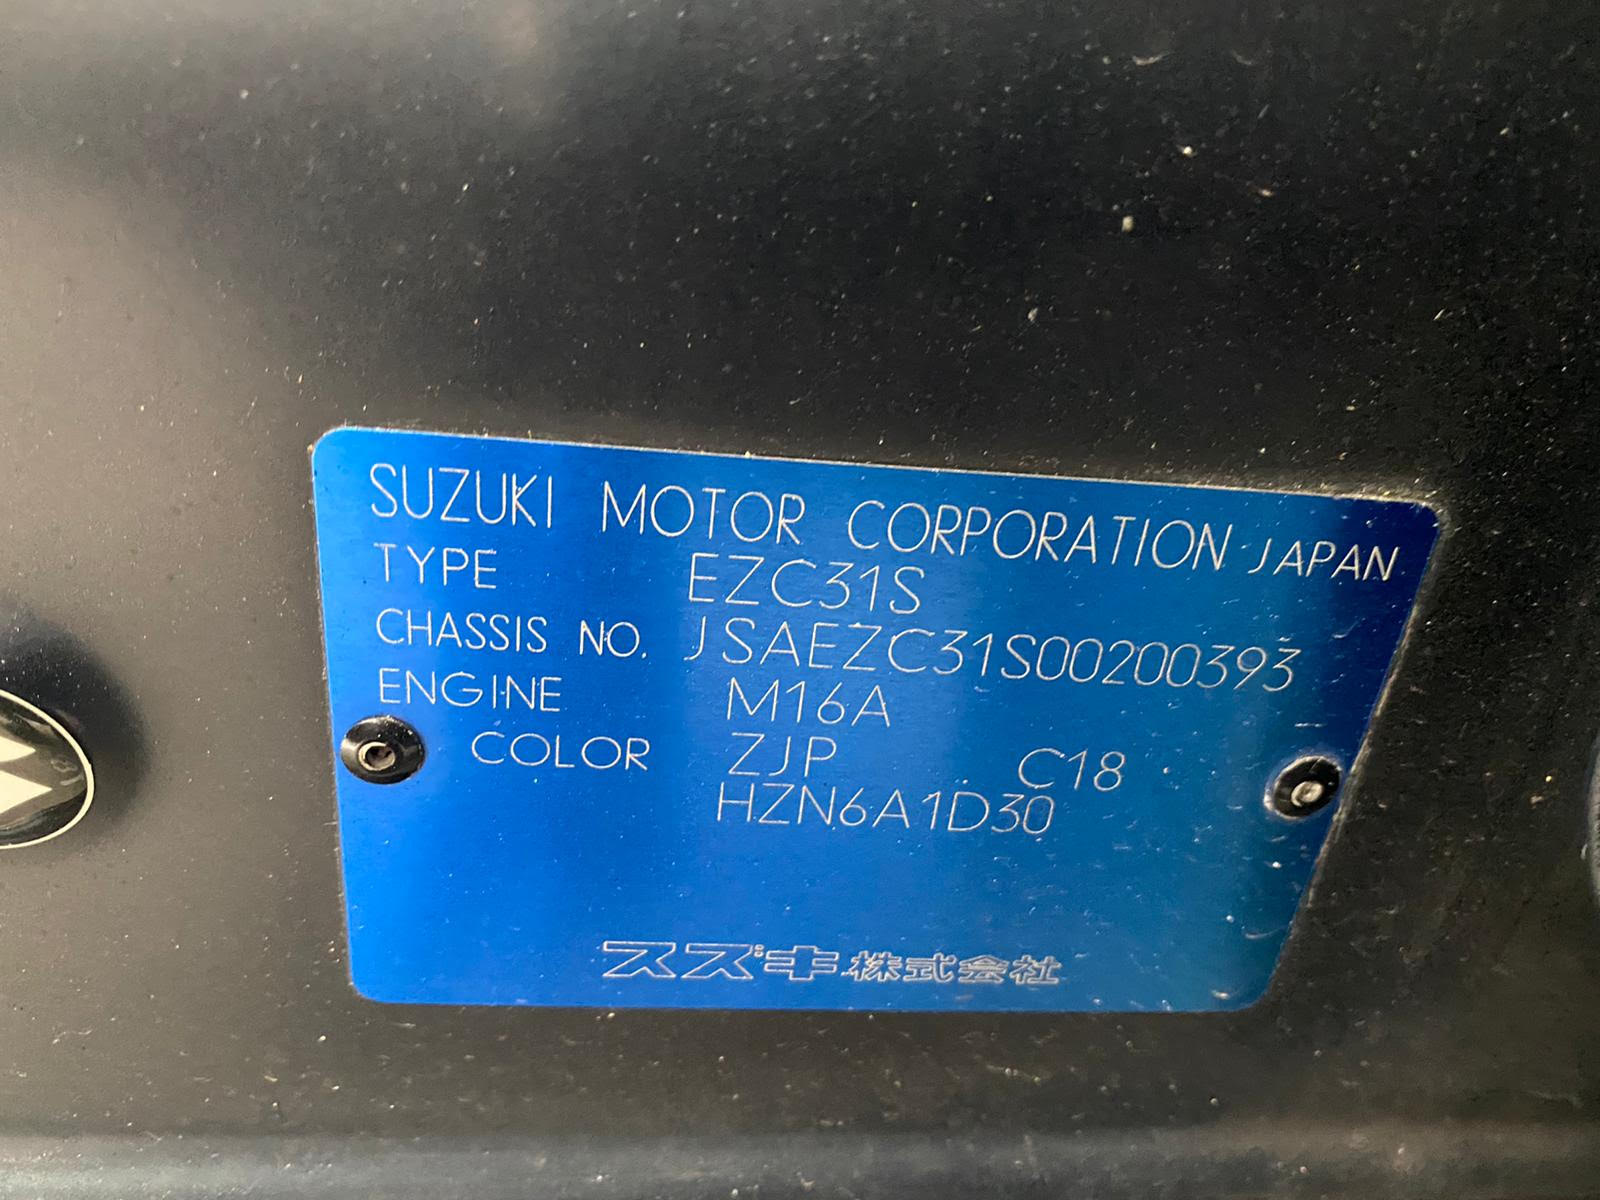 SUZUKI MOTOR CORPORATION JAPAN
TYPE EZC31S
CHASSIS NO. JSAEZC31S00200393
ENGINE M16A
COLOR ZJP C18
HZN6A1D30
スズキ株式会社